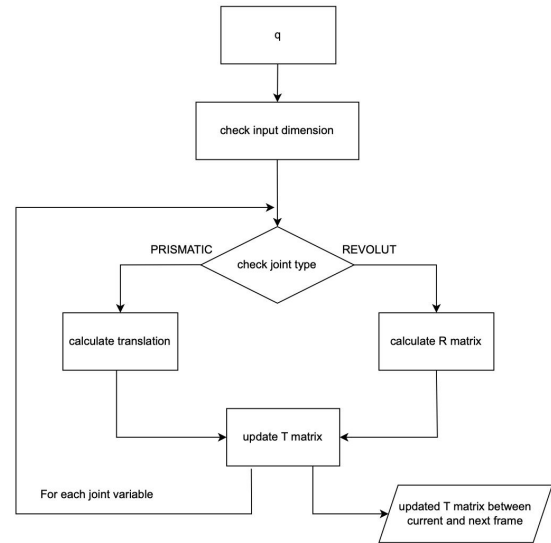 q
check input dimension
PRISMATIC
REVOLUT
check joint type
calculate translation
calculate R matrix
update T matrix
For each joint variable
updated T matrix between
current and next frame